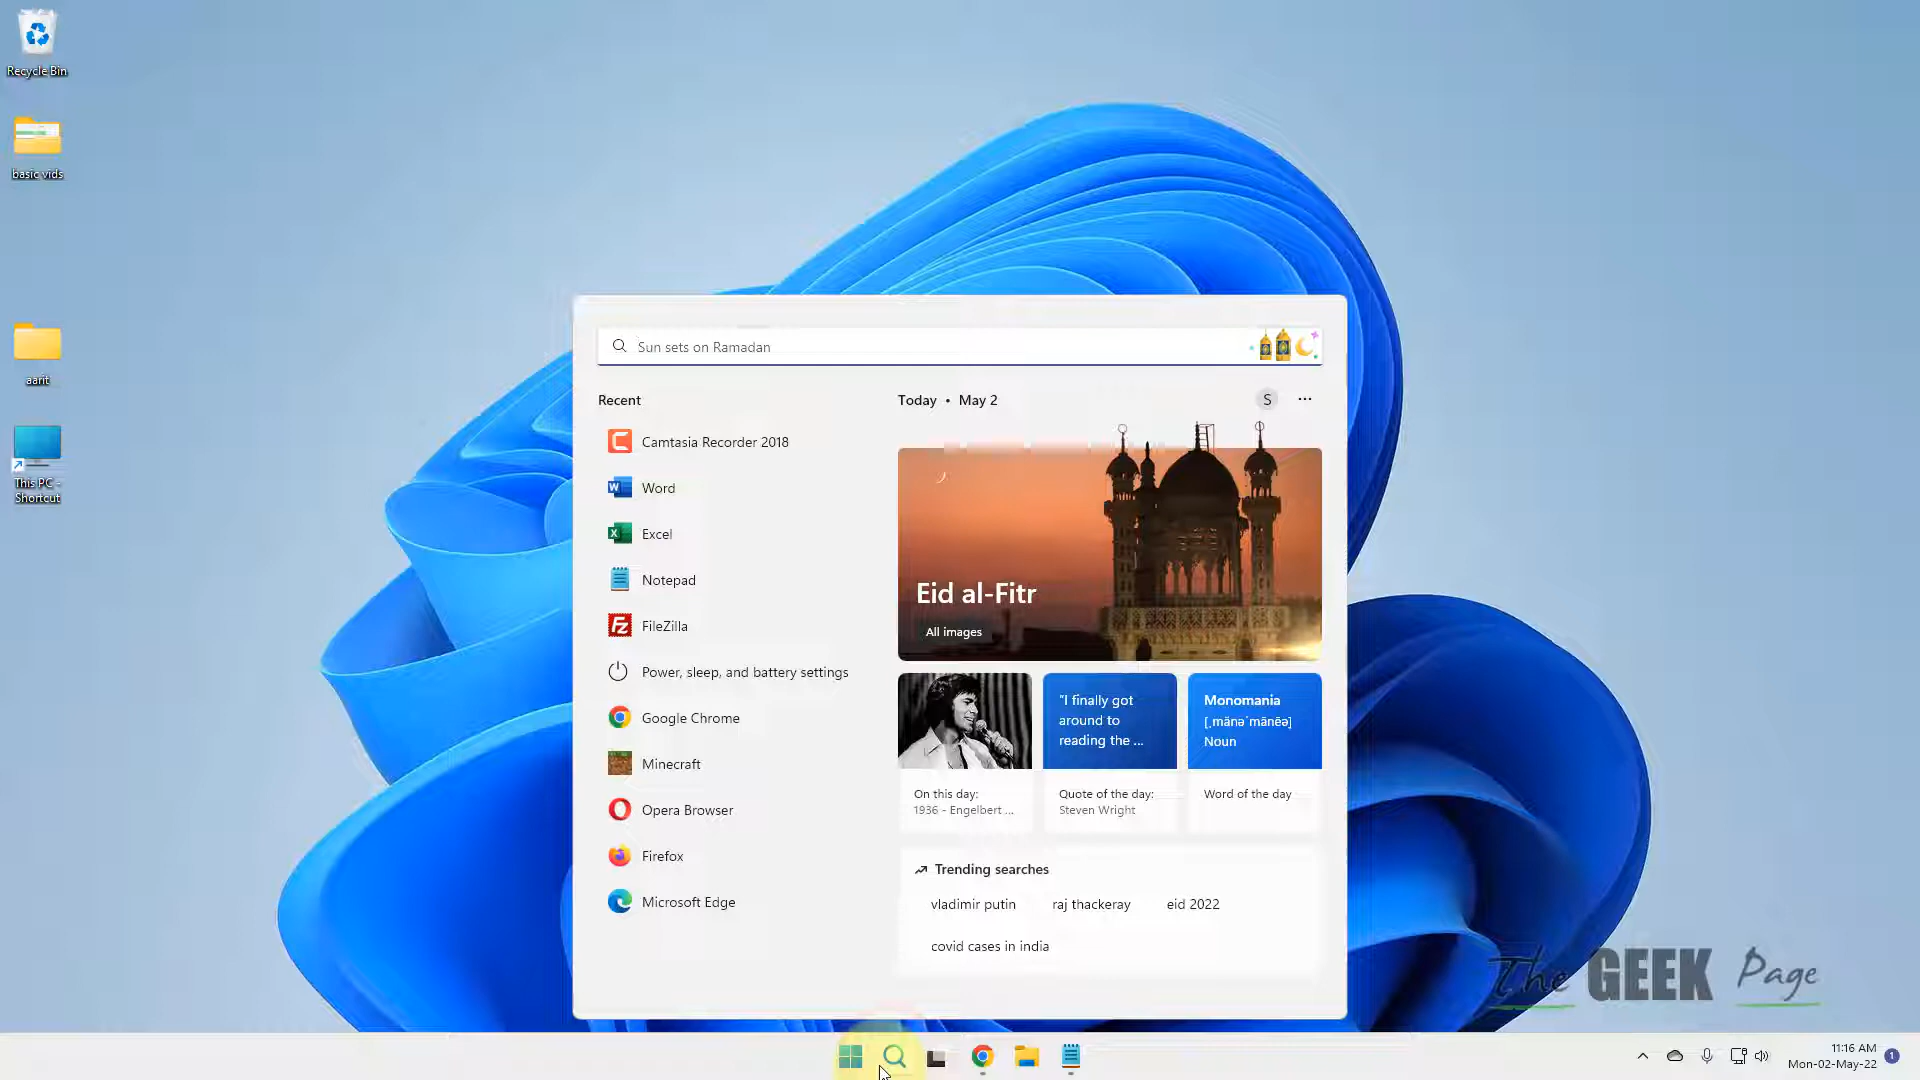 Recycle Bin
basic vids
aarit
This PC -
Shortcut
Sun sets on Ramadan
Recent
Camtasia Recorder 2018
Word
Excel
Notepad
FileZilla
Power, sleep, and battery settings
Google Chrome
Minecraft
Opera Browser
Firefox
Microsoft Edge
Today • May 2
S
Eid al-Fitr
All images
On this day:
1936 - Engelbert ...
"I finally got
around to
reading the ...
Quote of the day:
Steven Wright
Monomania
[ˌmänəˈmānēə]
Noun
Word of the day
Trending searches
vladimir putin
raj thackeray
eid 2022
covid cases in india
The GEEK Page
11:16 AM
Mon-02-May-22
1